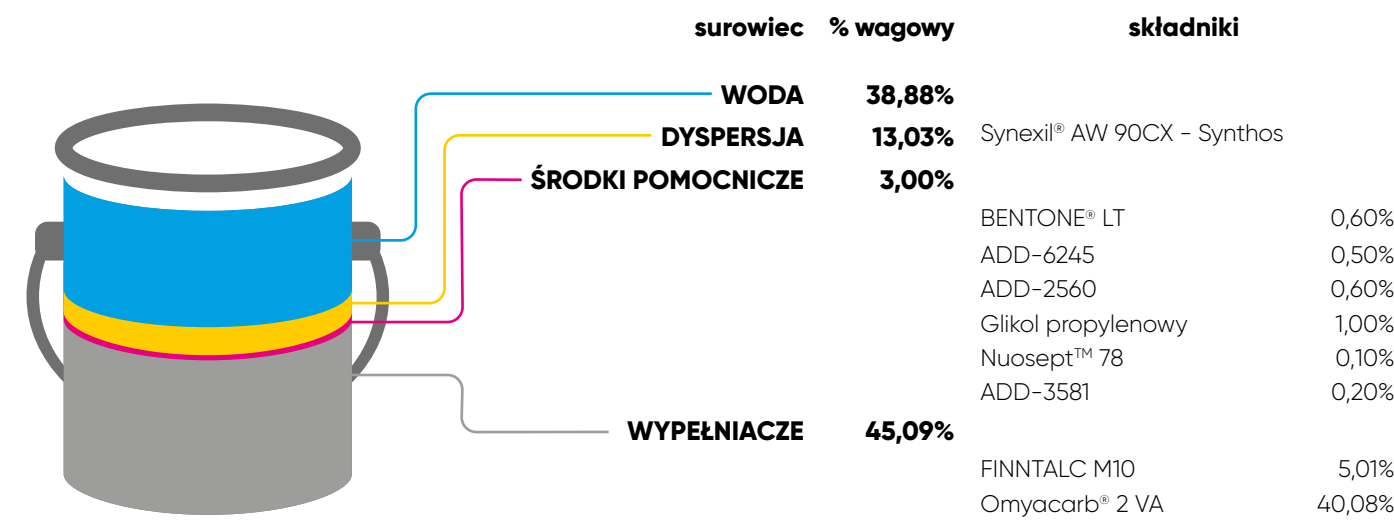 surowiec % wagowy składniki
WODA 38,88%
DYSPERSJA 13,03% Synexil® AW 90CX - Synthos
ŚRODKI POMOCNICZE 3,00%
BENTONE® LT 0,60%
ADD-6245 0,50%
ADD-2560 0,60%
Glikol propylenowy 1,00%
Nuosept™ 78 0,10%
ADD-3581 0,20%
WYPEŁNIACZE 45,09%
FINNTALC M10 5,01%
Omyacarb® 2 VA 40,08%